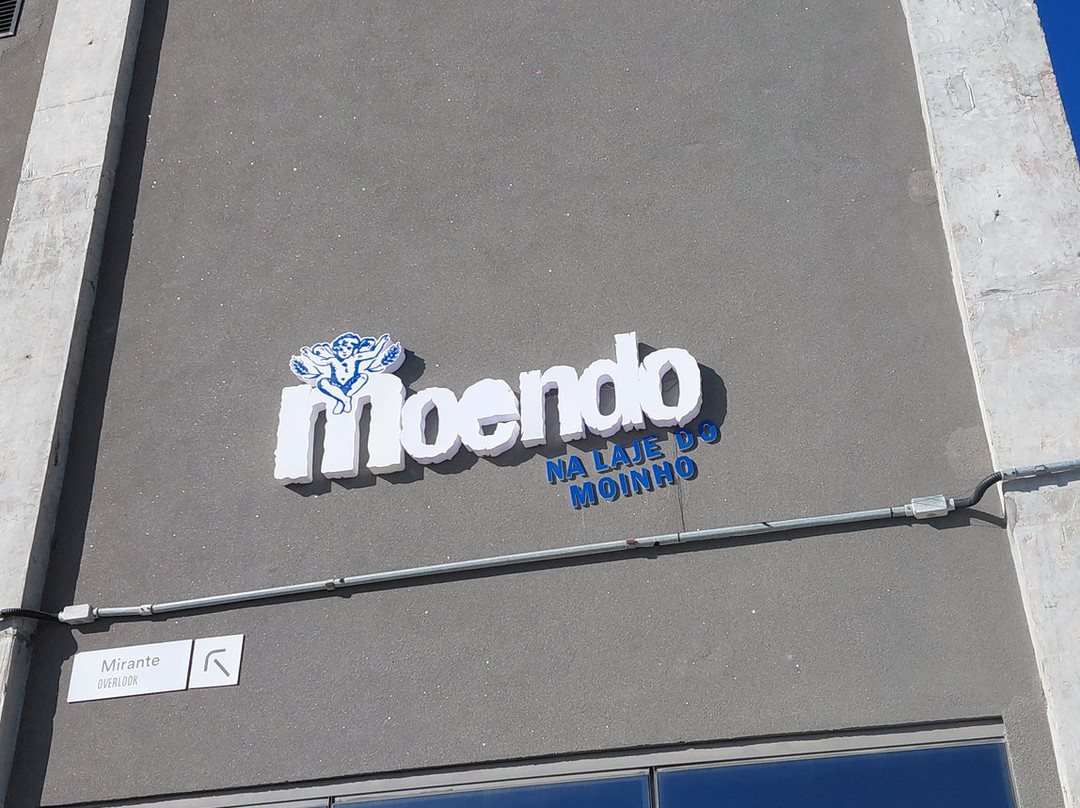 moendo
NA LAJE DO
MOINHO
Mirante
OVERLOOK